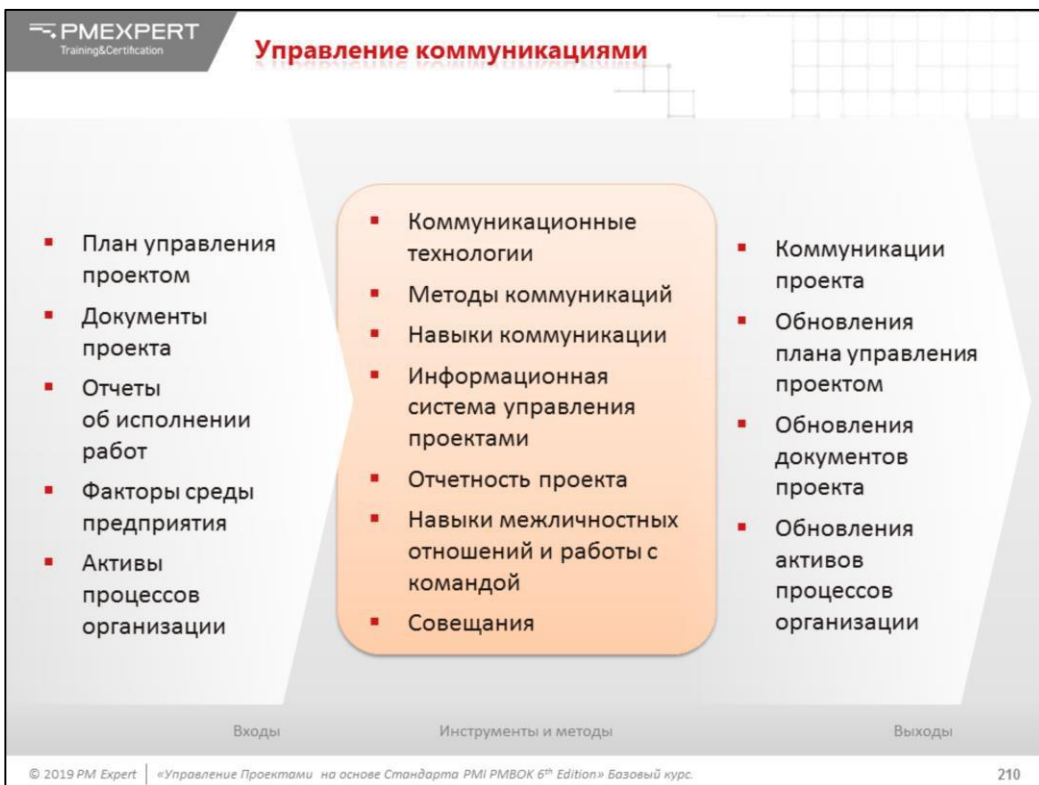 PMEXPERT
Training&Certification
Управление коммуникациями
▪ План управления
проектом
▪ Документы
проекта
▪ Отчеты
об исполнении
работ
▪ Факторы среды
предприятия
▪ Активы
процессов
организации
▪ Коммуникационные
технологии
▪ Методы коммуникаций
▪ Навыки коммуникации
▪ Информационная
система управления
проектами
▪ Отчетность проекта
▪ Навыки межличностных
отношений и работы с
командой
▪ Совещания
▪ Коммуникации
проекта
▪ Обновления
плана управления
проектом
▪ Обновления
документов
проекта
▪ Обновления
активов
процессов
организации
Входы
Инструменты и методы
Выходы
© 2019 PM Expert | «Управление Проектами на основе Стандарта PMI PMBOK 6th Edition» Базовый курс.
210